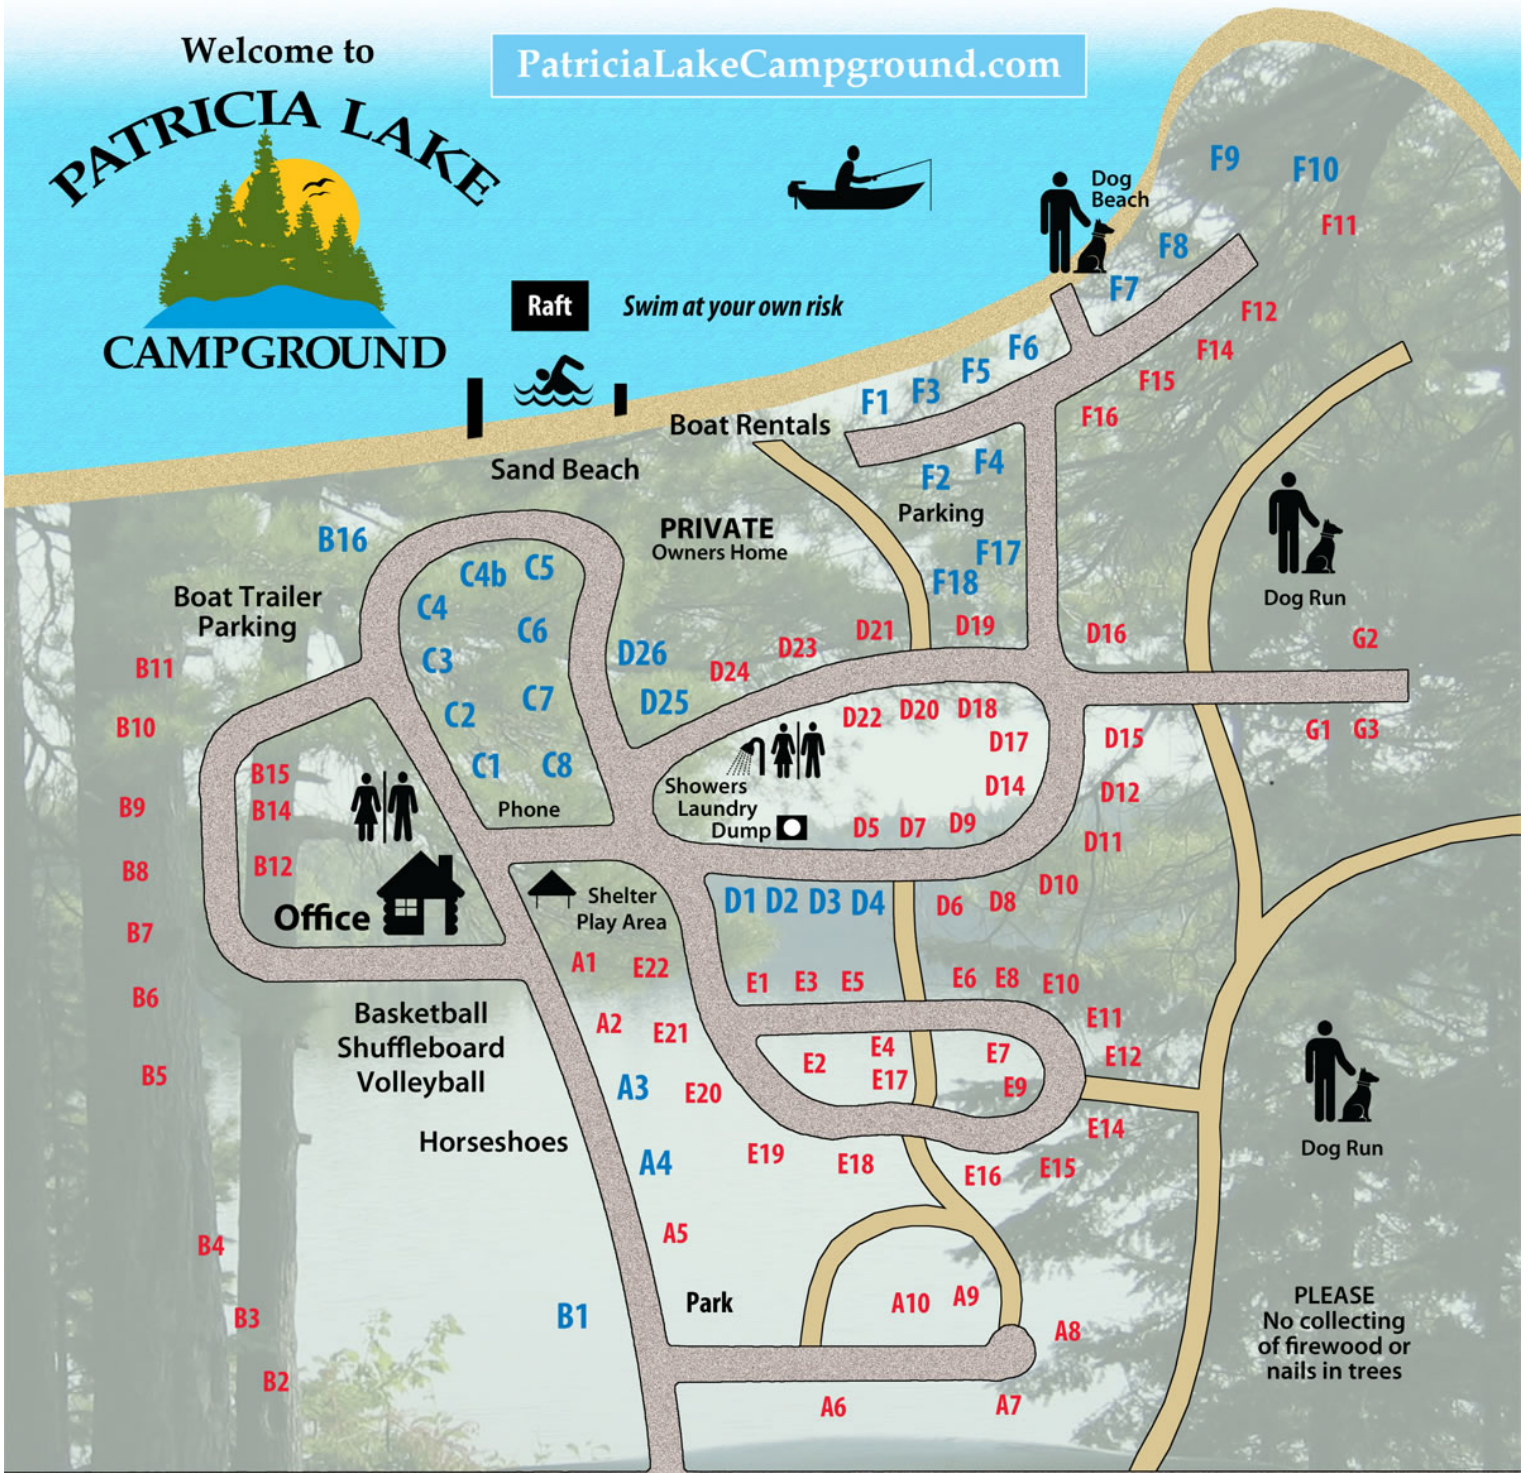 Welcome to
PATRICIA LAKE
CAMPGROUND
PatriciaLakeCampground.com
Dog
Beach
F9
F10
F11
F8
F7
F12
Raft
Swim at your own risk
F6
F14
F5
F15
F3
F1
F16
Boat Rentals
Sand Beach
F4
F2
Parking
PRIVATE
Owners Home
B16
F17
F18
C4b
C5
Boat Trailer
Parking
C4
C6
Dog Run
D26
D24
D23
D21
D19
D16
G2
B11
C3
C7
D25
C2
D22
D20
D18
B10
D17
D15
G1
G3
C1
C8
B15
Showers
Laundry
Dump
D14
D12
B9
B14
Phone
D5
D7
D9
D11
B8
B12
Shelter
Play Area
D1
D2
D3
D4
D6
D8
D10
Office
B7
A1
E22
E1
E3
E5
E6
E8
E10
B6
Basketball
Shuffleboard
Volleyball
A2
E21
E11
E4
E7
E12
E2
B5
A3
E20
E17
E9
Horseshoes
E14
Dog Run
A4
E19
E18
E16
E15
A5
B4
Park
A10
A9
PLEASE
No collecting
of firewood or
nails in trees
B3
B1
A8
B2
A6
A7